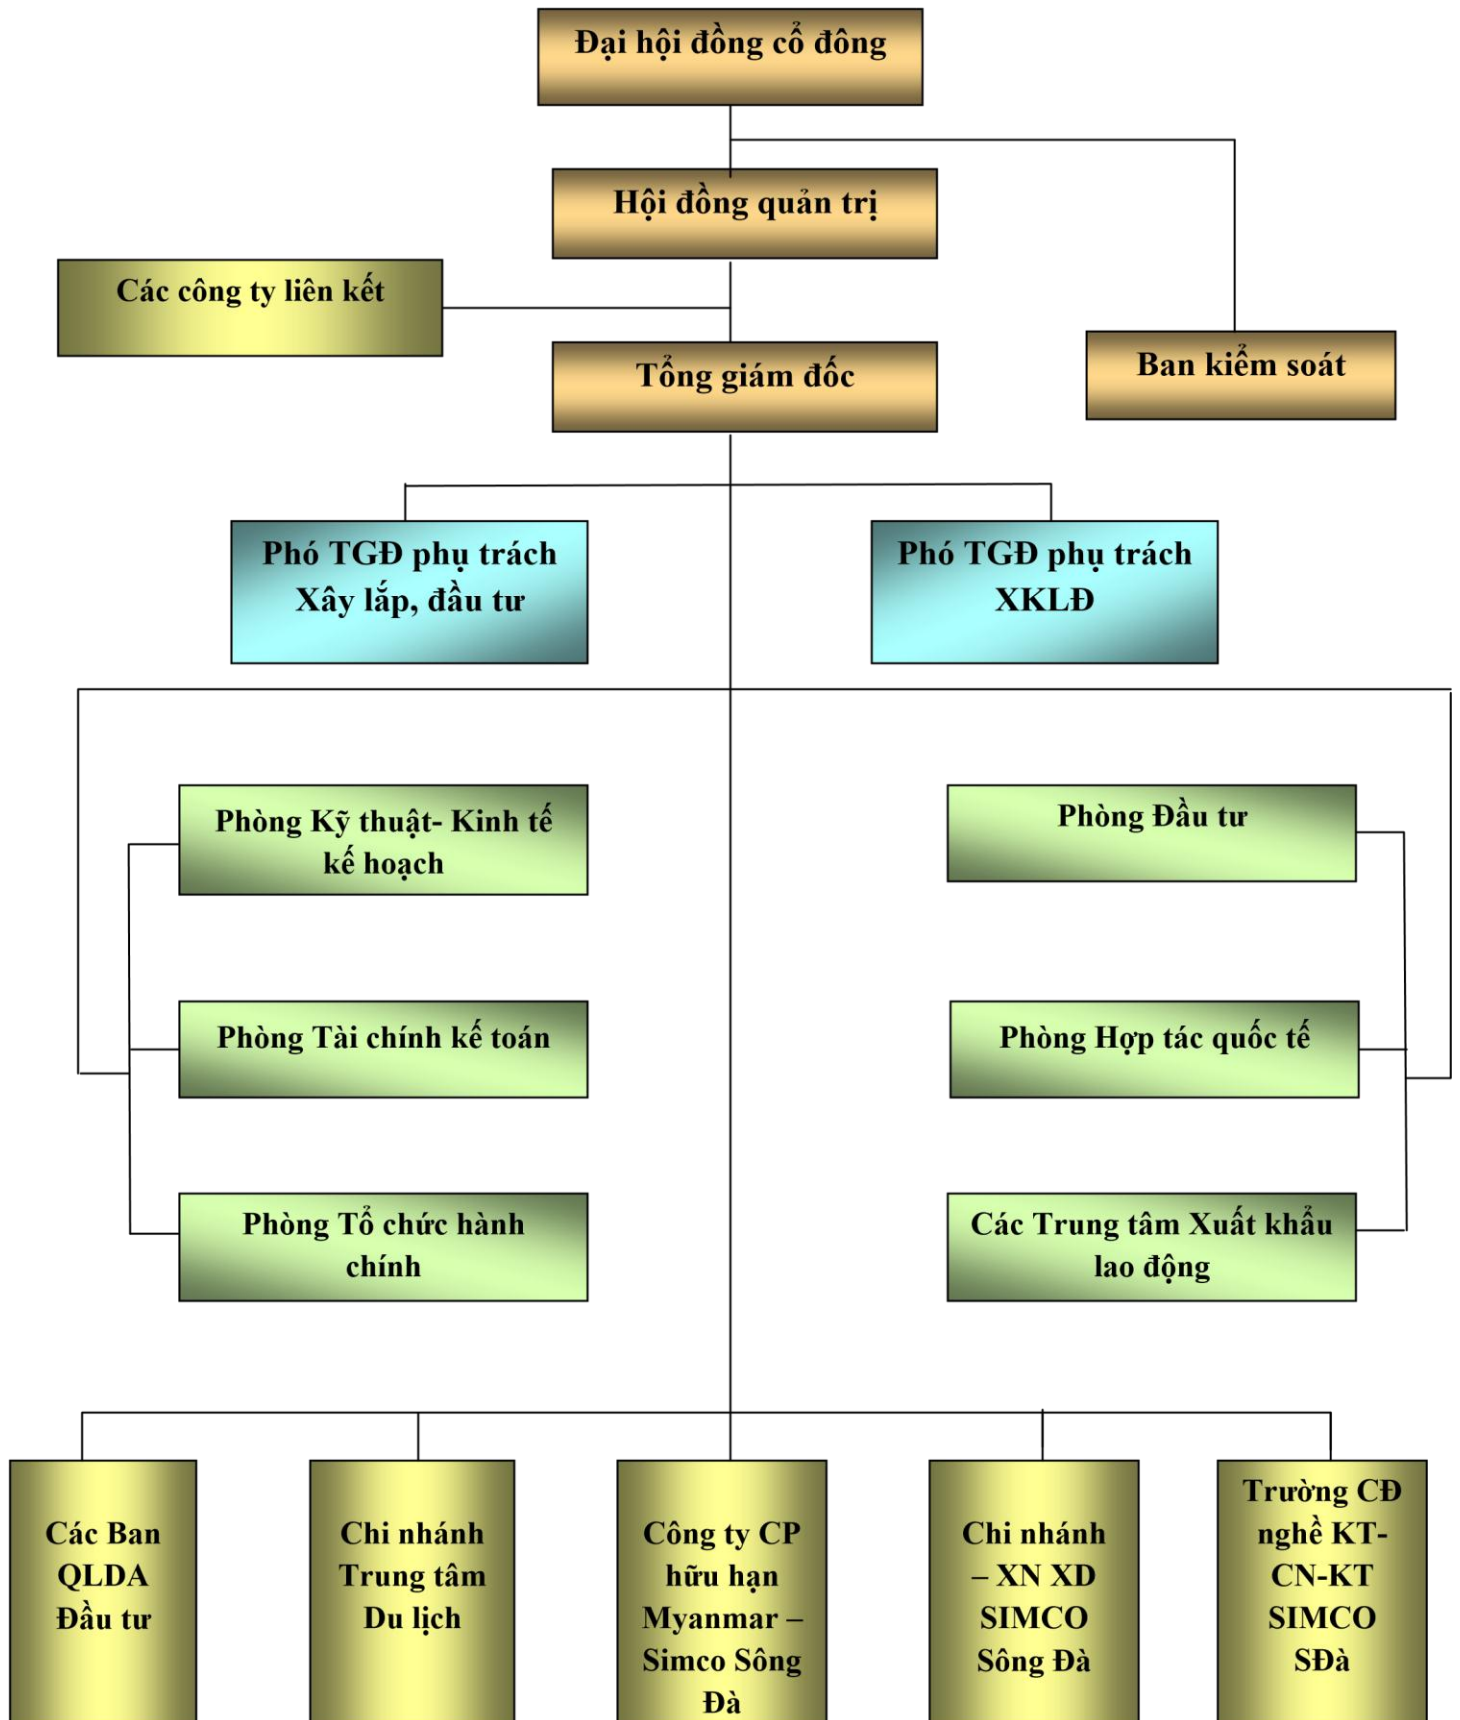 Đại hội đồng cổ đông
Hội đồng quản trị
Các công ty liên kết
Tổng giám đốc
Ban kiểm soát
Phó TGĐ phụ trách
Xây lắp, đầu tư
Phó TGĐ phụ trách
XKLĐ
Phòng Kỹ thuật- Kinh tế
kế hoạch
Phòng Đầu tư
Phòng Tài chính kế toán
Phòng Hợp tác quốc tế
Phòng Tổ chức hành
chính
Các Trung tâm Xuất khẩu
lao động
Các Ban
QLDA
Đầu tư
Chi nhánh
Trung tâm
Du lịch
Công ty CP
hữu hạn
Myanmar –
Simco Sông
Đà
Chi nhánh
– XN XD
SIMCO
Sông Đà
Trường CĐ
nghề KT-
CN-KT
SIMCO
SĐà